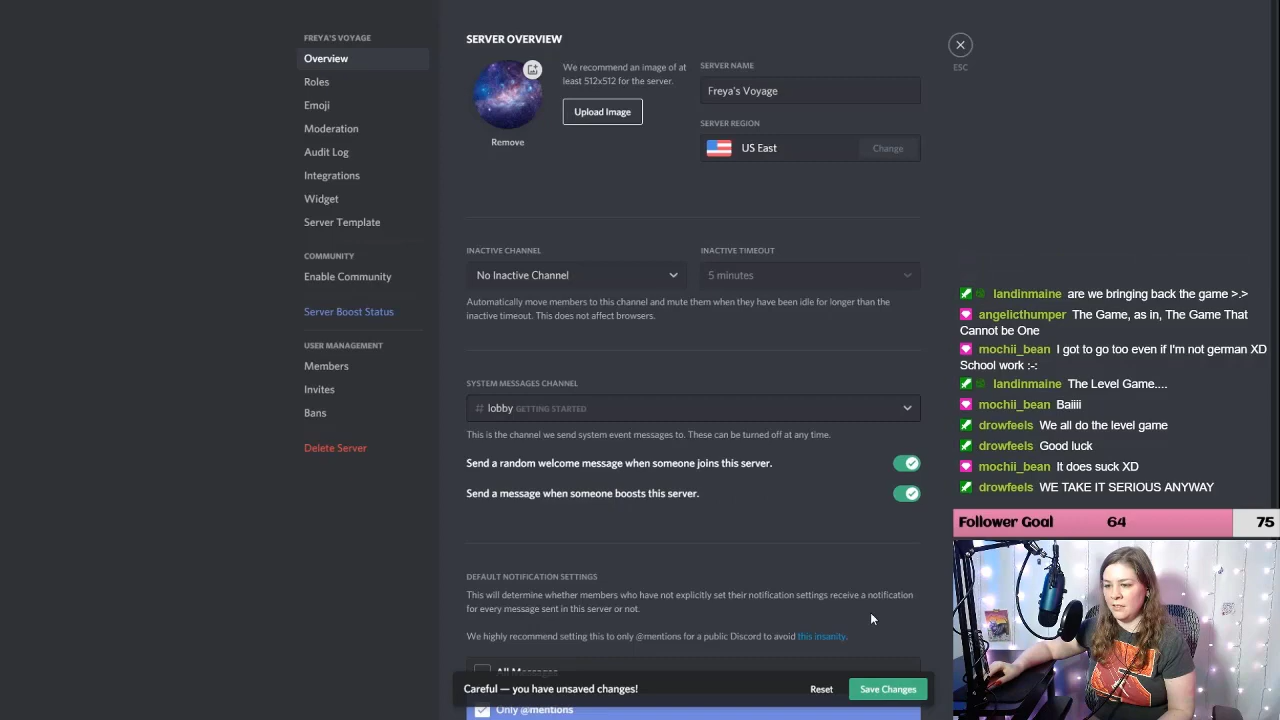 FREYA'S VOYAGE
Overview
Roles
Emoji
Moderation
Audit Log
Integrations
Widget
Server Template
COMMUNITY
Enable Community
Server Boost Status
USER MANAGEMENT
Members
Invites
Bans
Delete Server
SERVER OVERVIEW
Remove
We recommend an image of at
least 512x512 for the server.
Upload Image
SERVER NAME
Freya's Voyage
SERVER REGION
US East
Change
ESC
INACTIVE CHANNEL
No Inactive Channel
INACTIVE TIMEOUT
5 minutes
Automatically move members to this channel and mute them when they have been idle for longer than the
inactive timeout. This does not affect browsers.
SYSTEM MESSAGES CHANNEL
# lobby GETTING STARTED
This is the channel we send system event messages to. These can be turned off at any time.
Send a random welcome message when someone joins this server.
Send a message when someone boosts this server.
DEFAULT NOTIFICATION SETTINGS
This will determine whether members who have not explicitly set their notification settings receive a notification
for every message sent in this server or not.
We highly recommend setting this to only @mentions for a public Discord to avoid this insanity.
All Messages
Careful — you have unsaved changes!
Reset
Save Changes
Only @mentions
landinmaine are we bringing back the game >.>
angelicthumper The Game, as in, The Game That
Cannot be One
mochii_bean I got to go too even if I'm not german XD
School work :-:
landinmaine The Level Game....
mochii_bean Baiiii
drowfeels We all do the level game
drowfeels Good luck
mochii_bean It does suck XD
drowfeels WE TAKE IT SERIOUS ANYWAY
Follower Goal 64 75